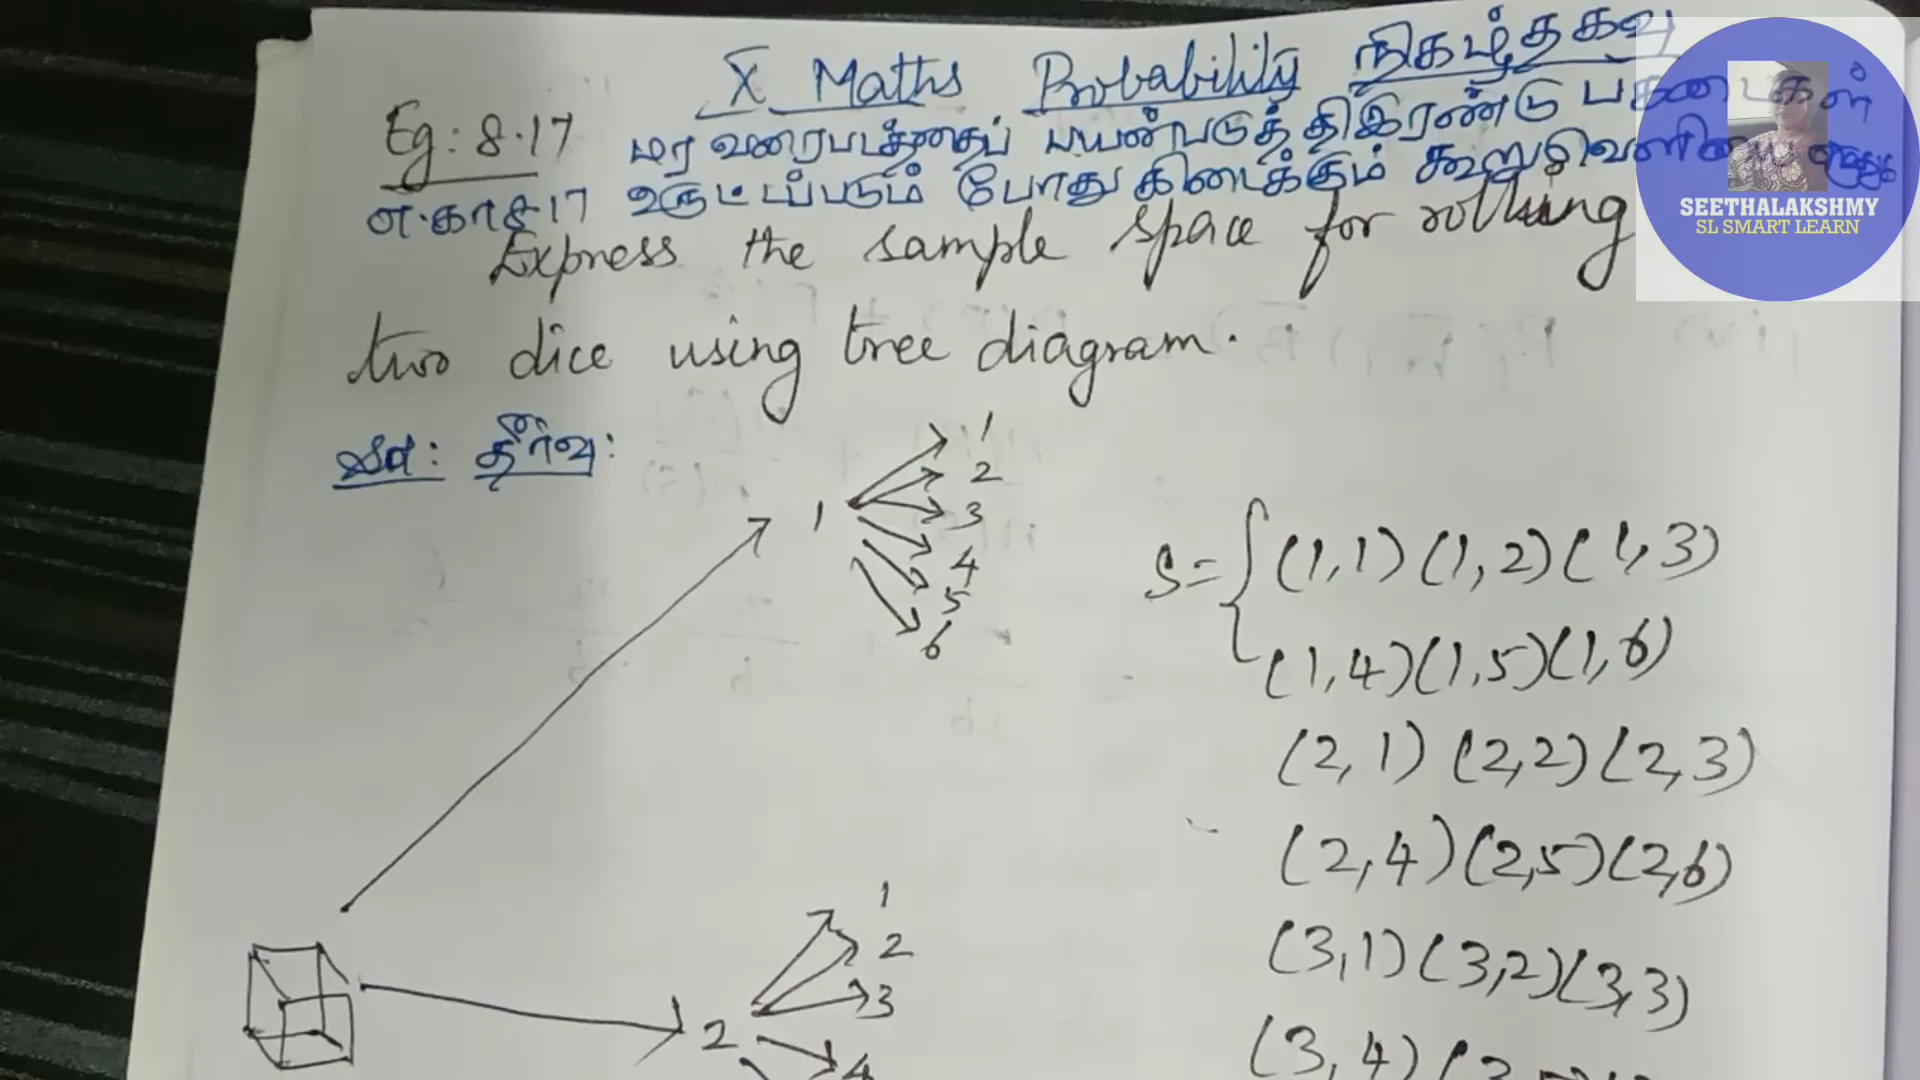 X Maths Probability நிகழ்தகவு
Eg: 8.17 மர வரைபடத்தைப் பயன்படுத்தி இரண்டு பகடைகள்
எ.கா 8.17 உருட்டப்படும் போது கிடைக்கும் கூறுவெளியை
Express the sample space for rolling
two dice using tree diagram.
Sol: தீர்வு:
1
1
2
3
4
5
6
S = { (1,1) (1,2) (1,3)
(1,4) (1,5) (1,6)
(2,1) (2,2) (2,3)
(2,4) (2,5) (2,6)
(3,1) (3,2) (3,3)
(3,4)
2
1
2
3
4
SEETHALAKSHMY
SL SMART LEARN